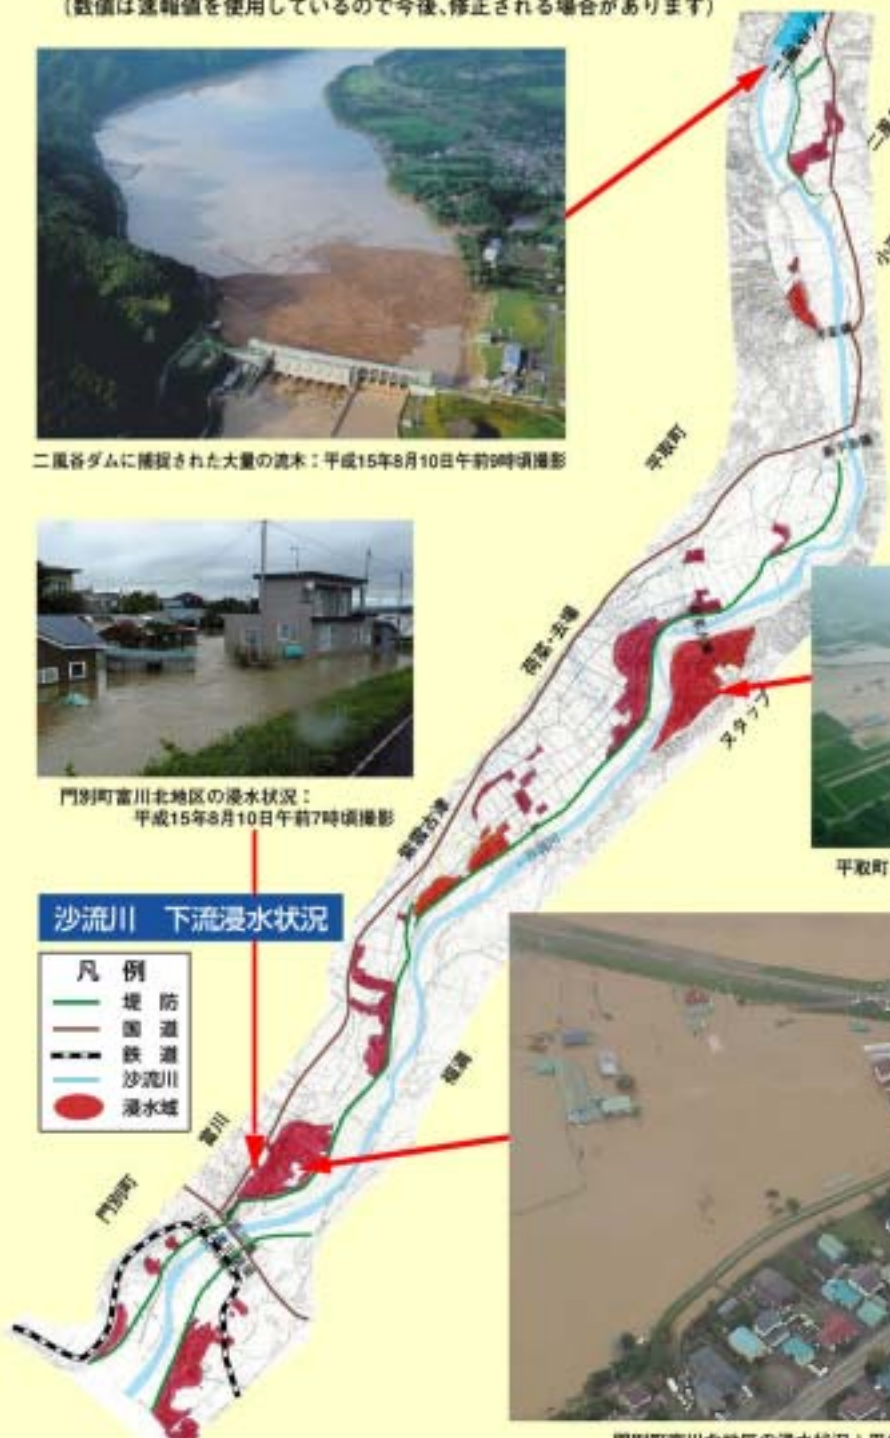 (数値は速報値を使用しているので今後、修正される場合があります)
二風谷ダムに捕捉された大量の流木：平成15年8月10日午前9時頃撮影
平取町
荷菜・去場
ヌタップ
門別町富川北地区の浸水状況：
平成15年8月10日午前7時頃撮影
紫雲古津
平取町
沙流川 下流浸水状況
凡 例
堤 防
国 道
鉄 道
沙流川
浸水域
福満
富川
門別町